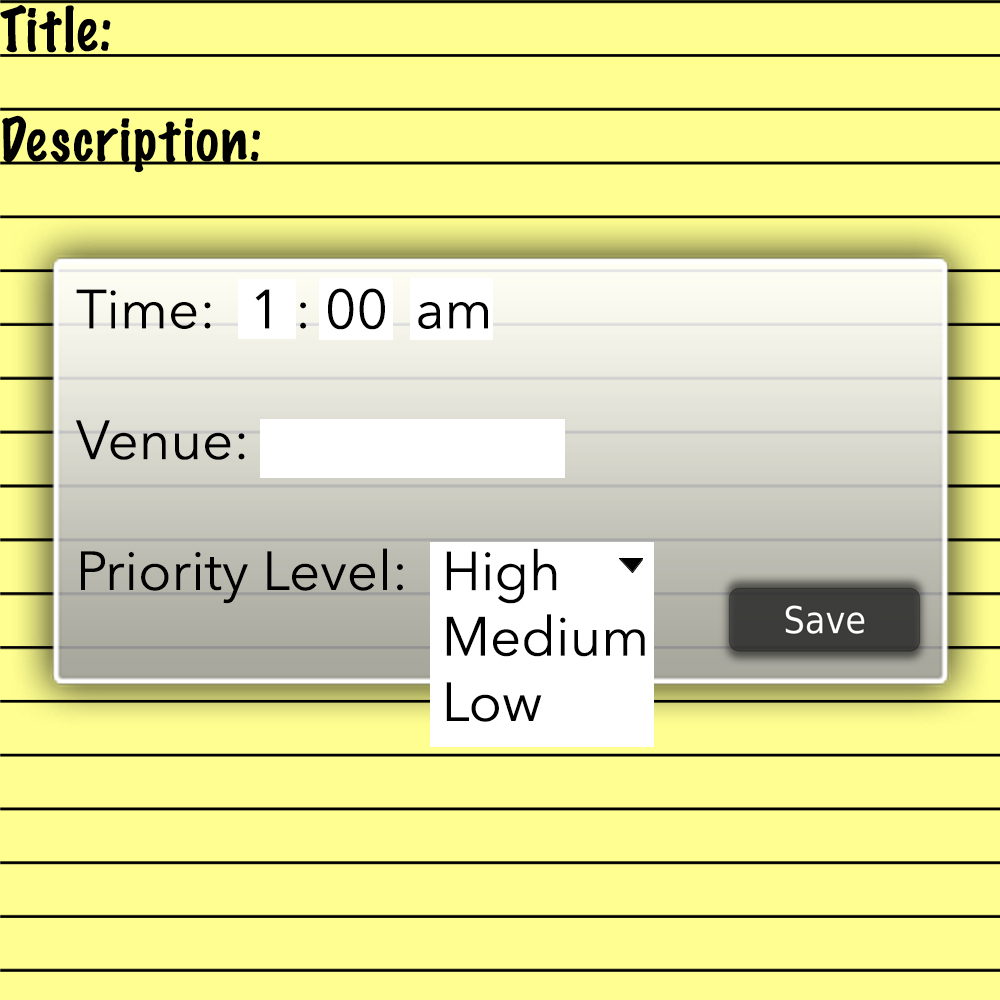 Title:
Description:
Time: 1 : 00 am
Venue:
Priority Level: High
Medium
Low
Save